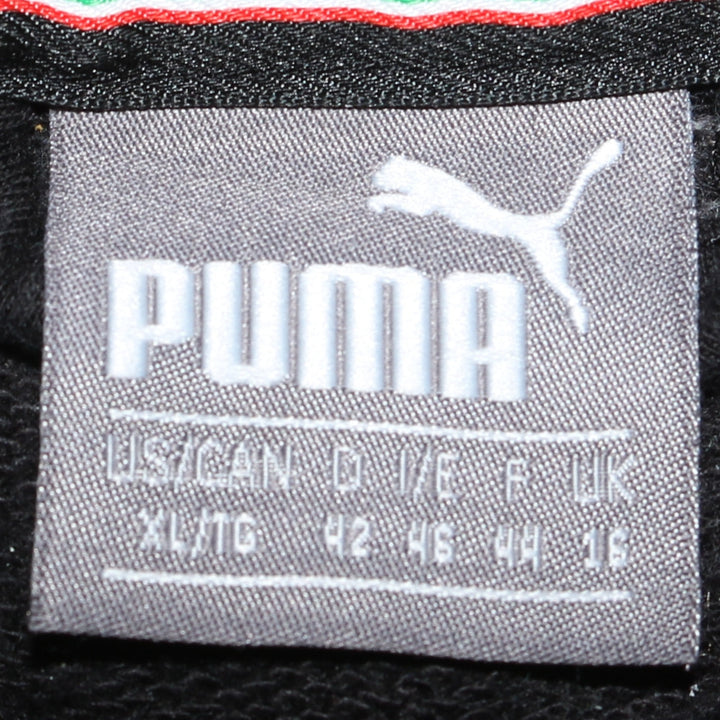 PUMA
US/CAN D I/E F UK
XL/TG 42 46 44 16